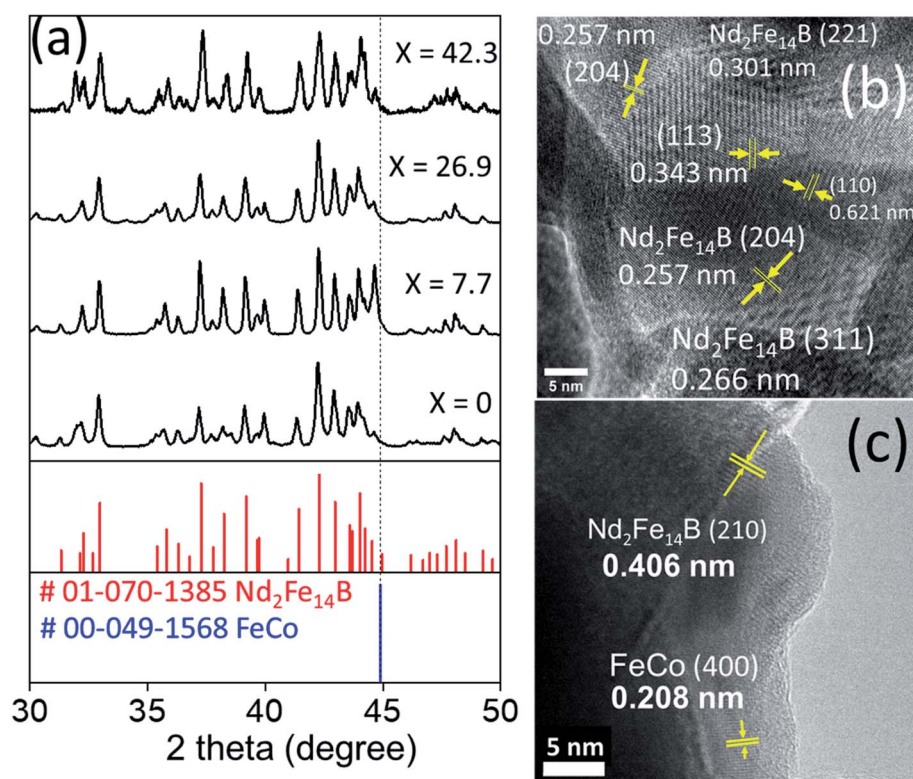 (a)
X = 42.3
X = 26.9
X = 7.7
X = 0
# 01-070-1385 Nd₂Fe₁₄B
# 00-049-1568 FeCo
30 35 40 45 50
2 theta (degree)
(b)
0.257 nm
(204)
Nd₂Fe₁₄B (221)
0.301 nm
(113)
0.343 nm
(110)
0.621 nm
Nd₂Fe₁₄B (204)
0.257 nm
Nd₂Fe₁₄B (311)
0.266 nm
5 nm
(c)
Nd₂Fe₁₄B (210)
0.406 nm
FeCo (400)
0.208 nm
5 nm